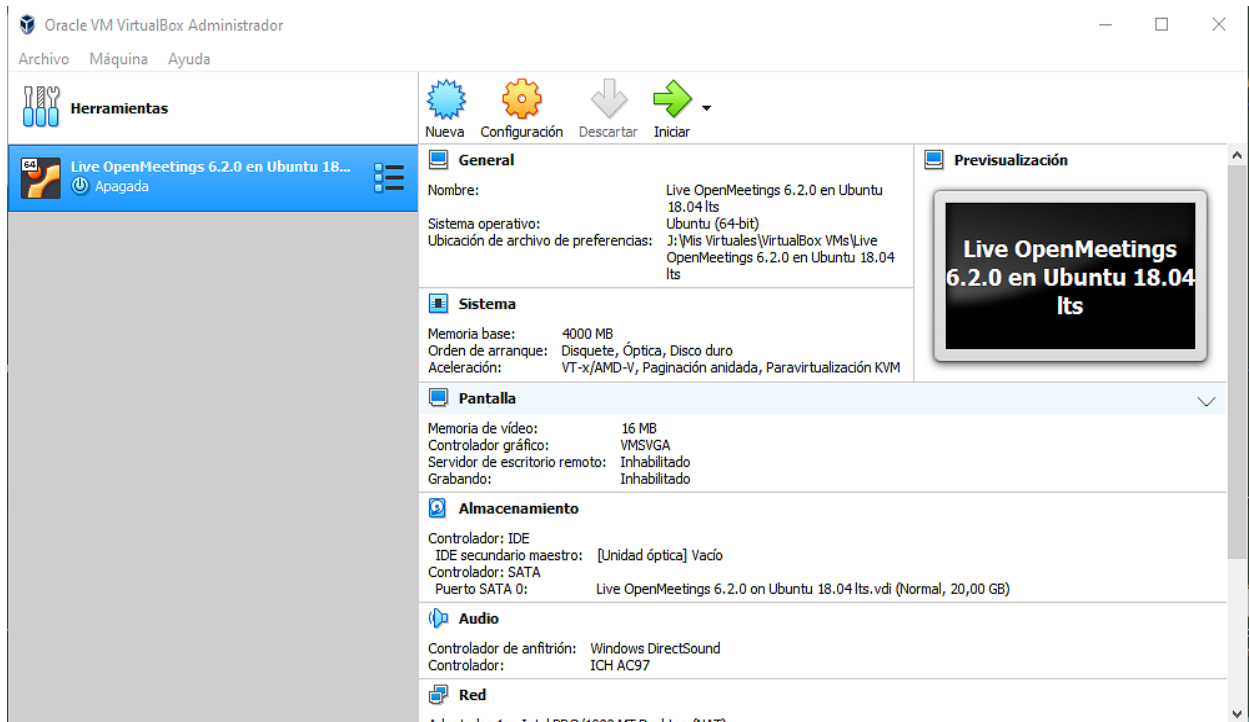 Oracle VM VirtualBox Administrador
Archivo Máquina Ayuda
Herramientas
Nueva Configuración Descartar Iniciar
64
Live OpenMeetings 6.2.0 en Ubuntu 18...
Apagada
General
Nombre: Live OpenMeetings 6.2.0 en Ubuntu
18.04 lts
Sistema operativo: Ubuntu (64-bit)
Ubicación de archivo de preferencias: J:\Mis Virtuales\VirtualBox VMs\Live
OpenMeetings 6.2.0 en Ubuntu 18.04
lts
Previsualización
Live OpenMeetings
6.2.0 en Ubuntu 18.04
lts
Sistema
Memoria base: 4000 MB
Orden de arranque: Disquete, Óptica, Disco duro
Aceleración: VT-x/AMD-V, Paginación anidada, Paravirtualización KVM
Pantalla
Memoria de vídeo: 16 MB
Controlador gráfico: VMSVGA
Servidor de escritorio remoto: Inhabilitado
Grabando: Inhabilitado
Almacenamiento
Controlador: IDE
IDE secundario maestro: [Unidad óptica] Vacío
Controlador: SATA
Puerto SATA 0: Live OpenMeetings 6.2.0 on Ubuntu 18.04 lts.vdi (Normal, 20,00 GB)
Audio
Controlador de anfitrión: Windows DirectSound
Controlador: ICH AC97
Red